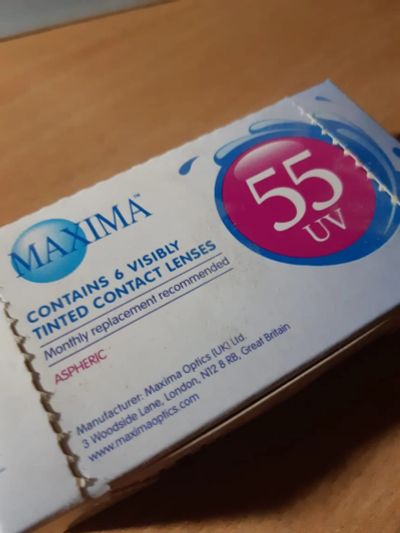 MAXIMA™
CONTAINS 6 VISIBLY
TINTED CONTACT LENSES
Monthly replacement recommended
ASPHERIC
55
UV
Manufacturer: Maxima Optics (UK) Ltd.
3 Woodside Lane, London, N12 8 RB, Great Britain
www.maximaoptics.com